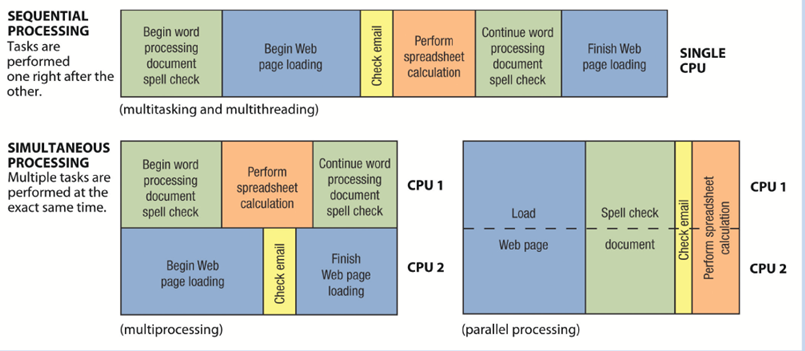 SEQUENTIAL
PROCESSING
Tasks are
performed
one right after the
other.
Begin word
processing
document
spell check
Begin Web
page loading
Check email
Perform
spreadsheet
calculation
Continue word
processing
document
spell check
Finish Web
page loading
SINGLE
CPU
(multitasking and multithreading)
SIMULTANEOUS
PROCESSING
Multiple tasks are
performed at the
exact same time.
Begin word
processing
document
spell check
Perform
spreadsheet
calculation
Continue word
processing
document
spell check
CPU 1
Begin Web
page loading
Check email
Finish
Web page
loading
CPU 2
(multiprocessing)
Load
Web page
Spell check
document
Check email
Perform spreadsheet
calculation
CPU 1
CPU 2
(parallel processing)